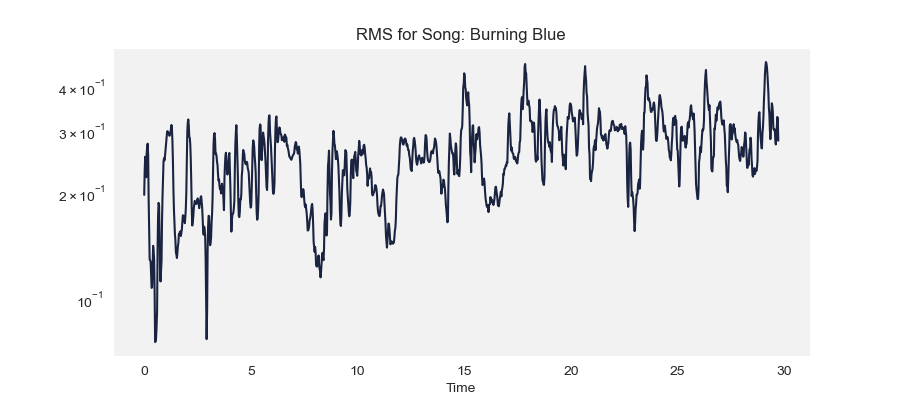 RMS for Song: Burning Blue
4 × 10⁻¹
3 × 10⁻¹
2 × 10⁻¹
10⁻¹
0 5 10 15 20 25 30
Time